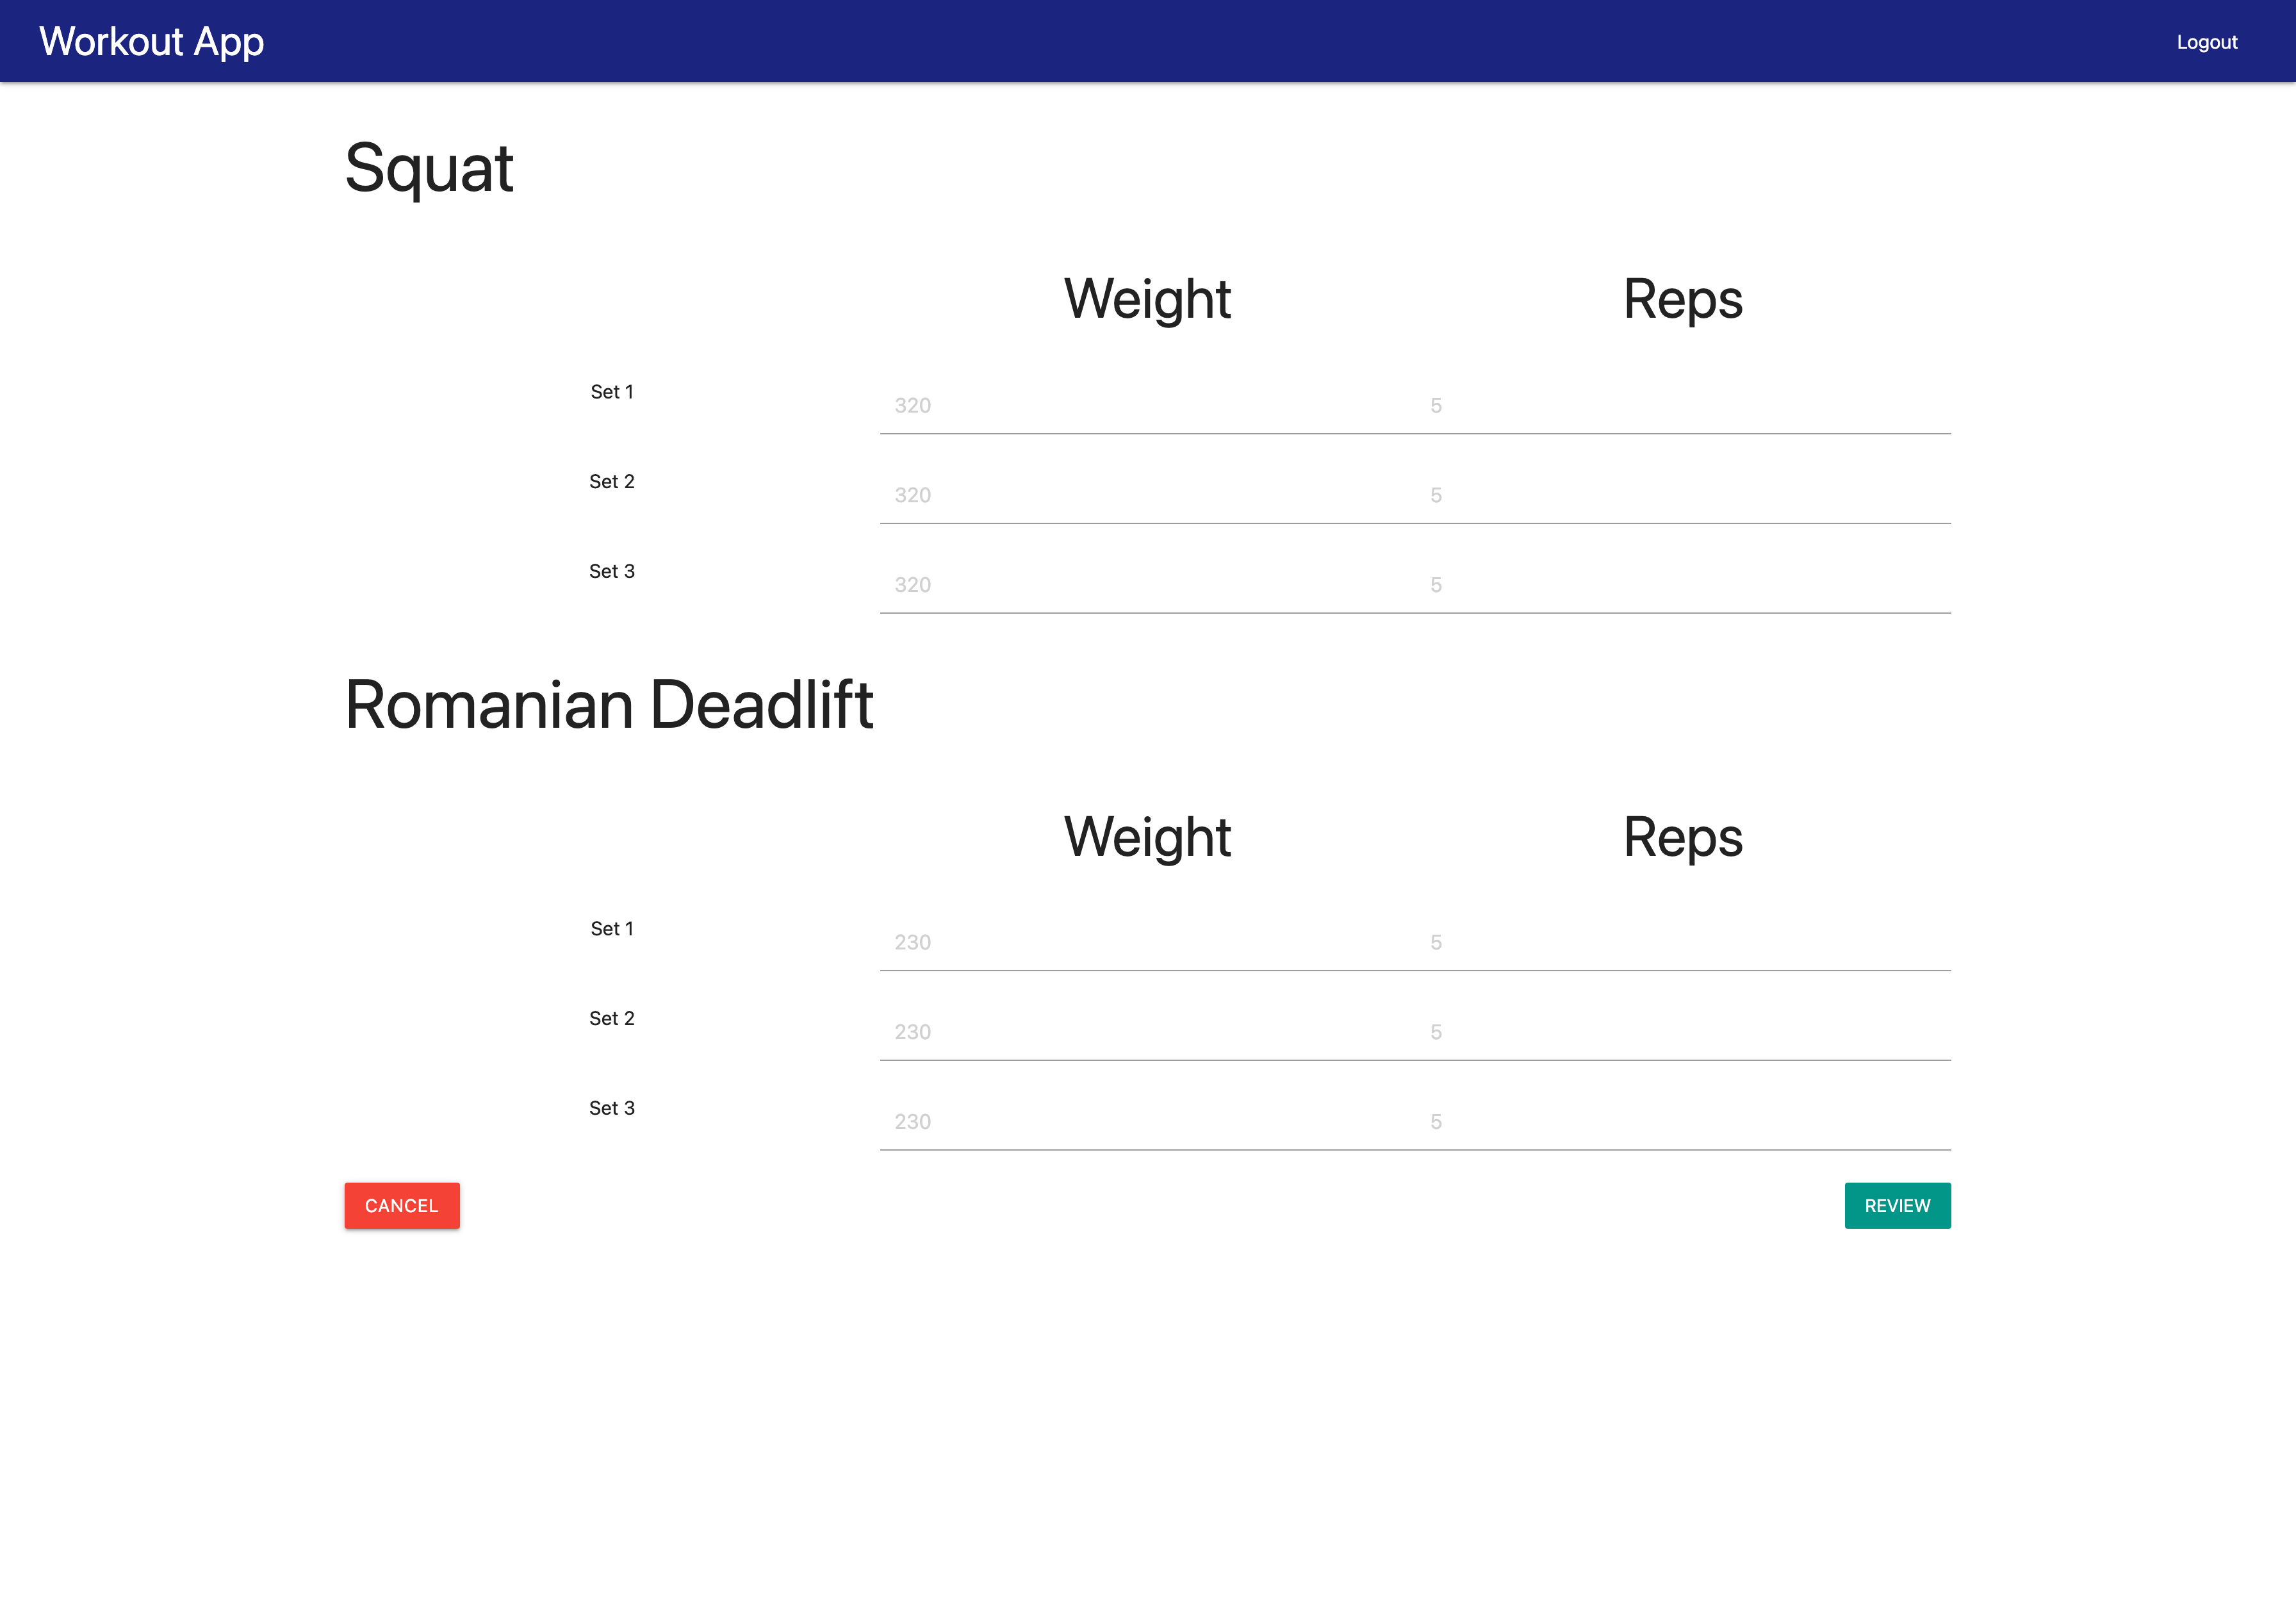 Workout App Logout
Squat
Weight Reps
Set 1 320 5
Set 2 320 5
Set 3 320 5
Romanian Deadlift
Weight Reps
Set 1 230 5
Set 2 230 5
Set 3 230 5
CANCEL REVIEW